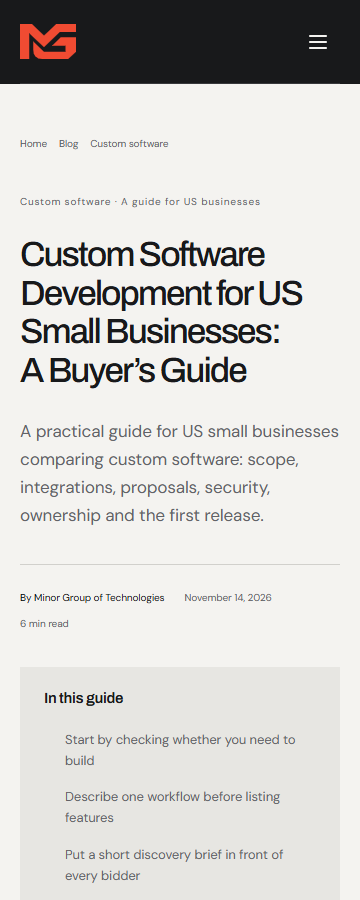 MG
Home Blog Custom software
Custom software · A guide for US businesses
Custom Software
Development for US
Small Businesses:
A Buyer’s Guide
A practical guide for US small businesses
comparing custom software: scope,
integrations, proposals, security,
ownership and the first release.
By Minor Group of Technologies November 14, 2026
6 min read
In this guide
Start by checking whether you need to
build
Describe one workflow before listing
features
Put a short discovery brief in front of
every bidder